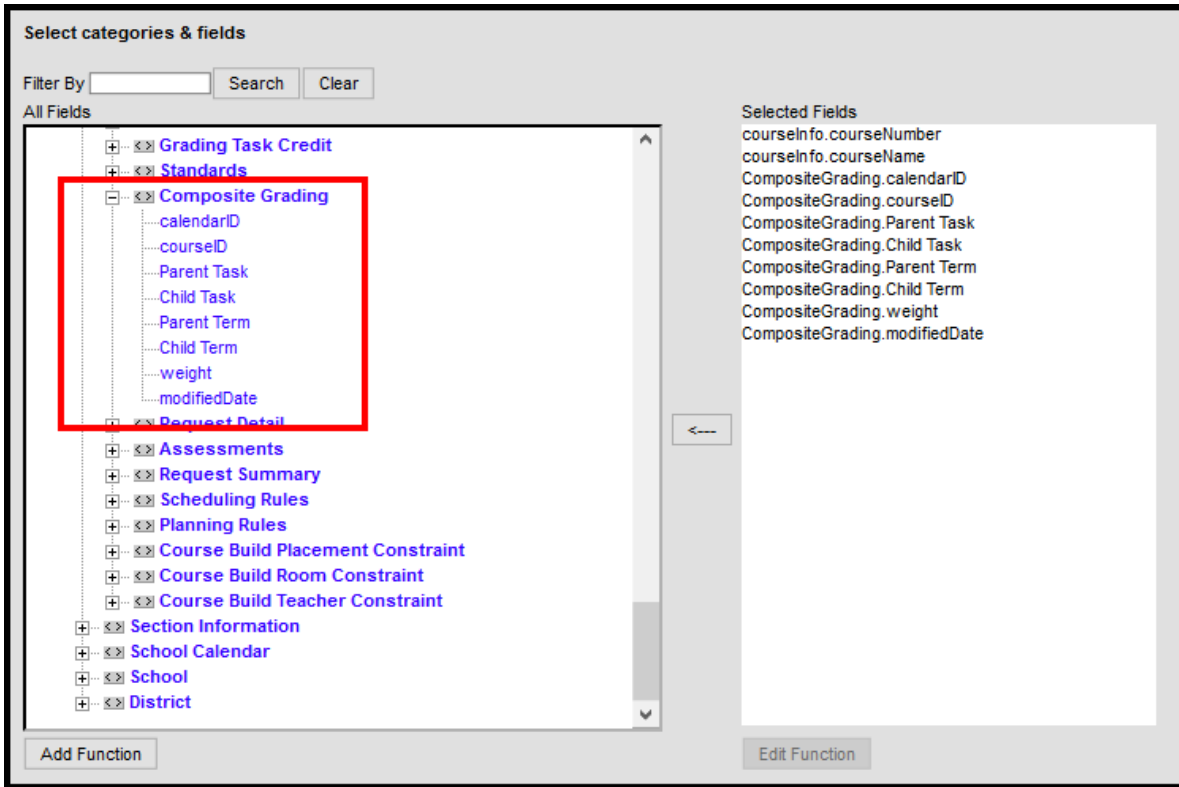 Select categories & fields
Filter By
Search
Clear
All Fields
Grading Task Credit
Standards
Composite Grading
calendarID
courseID
Parent Task
Child Task
Parent Term
Child Term
weight
modifiedDate
Request Detail
Assessments
Request Summary
Scheduling Rules
Planning Rules
Course Build Placement Constraint
Course Build Room Constraint
Course Build Teacher Constraint
Section Information
School Calendar
School
District
Add Function
<---
Selected Fields
courseInfo.courseNumber
courseInfo.courseName
CompositeGrading.calendarID
CompositeGrading.courseID
CompositeGrading.Parent Task
CompositeGrading.Child Task
CompositeGrading.Parent Term
CompositeGrading.Child Term
CompositeGrading.weight
CompositeGrading.modifiedDate
Edit Function